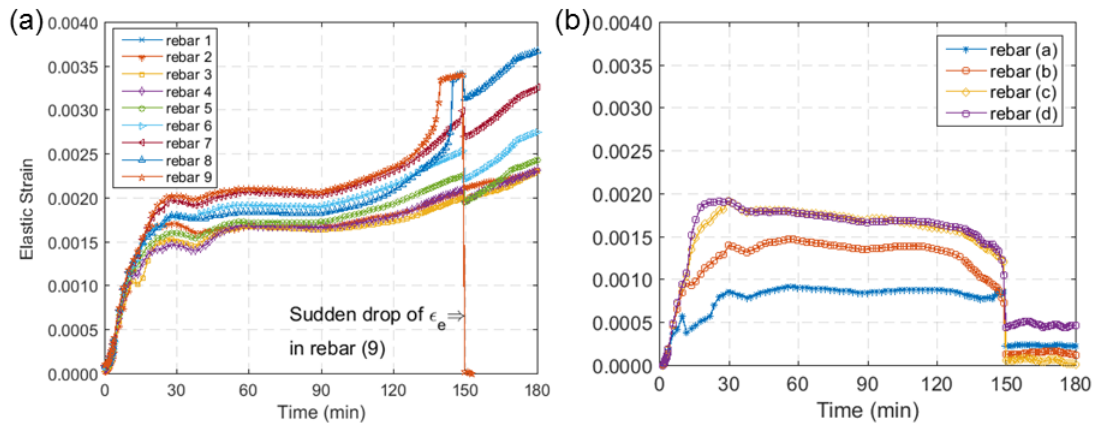 (a)
0.0040
0.0035
0.0030
0.0025
0.0020
0.0015
0.0010
0.0005
0.0000
Elastic Strain
rebar 1
rebar 2
rebar 3
rebar 4
rebar 5
rebar 6
rebar 7
rebar 8
rebar 9
Sudden drop of ϵe⇒
in rebar (9)
0 30 60 90 120 150 180
Time (min)
(b)
0.0040
0.0035
0.0030
0.0025
0.0020
0.0015
0.0010
0.0005
0.0000
rebar (a)
rebar (b)
rebar (c)
rebar (d)
0 30 60 90 120 150 180
Time (min)